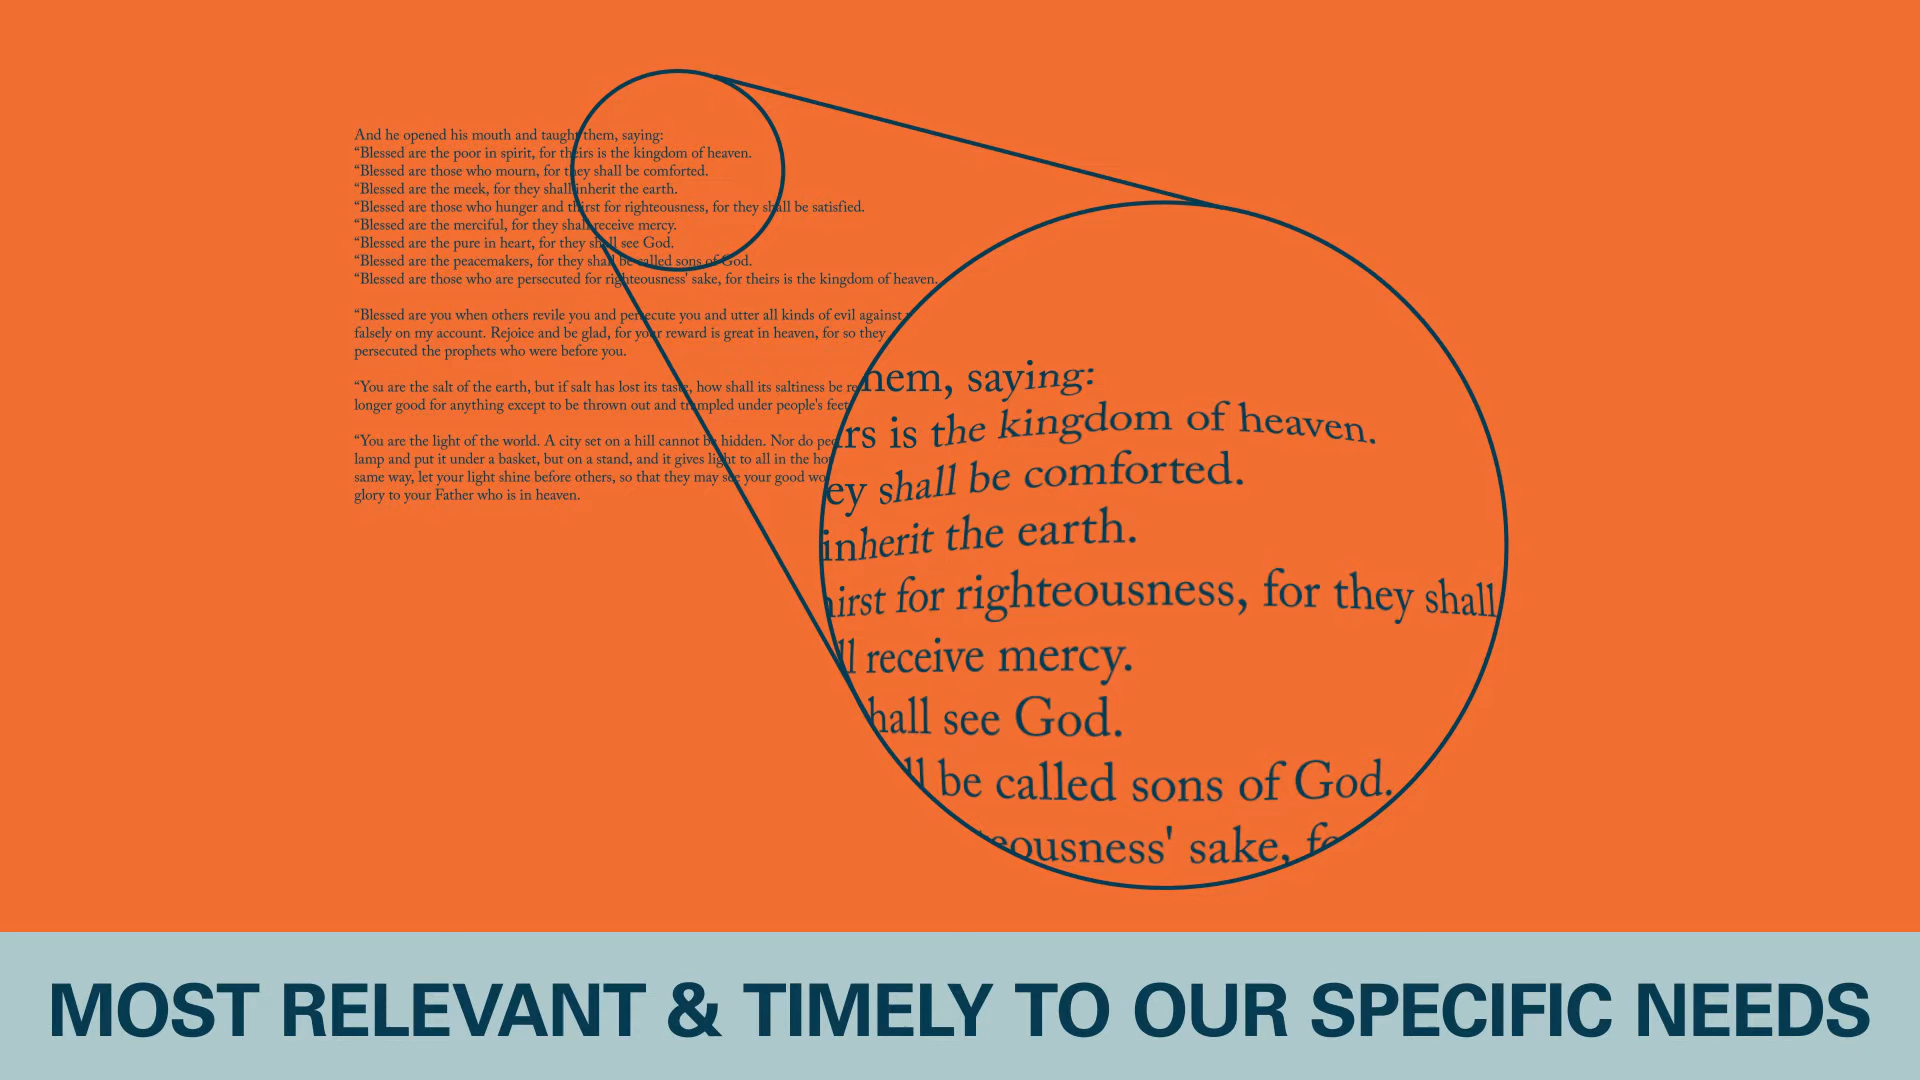 And he opened his mouth and taught them, saying:
“Blessed are the poor in spirit, for theirs is the kingdom of heaven.
“Blessed are those who mourn, for they shall be comforted.
“Blessed are the meek, for they shall inherit the earth.
“Blessed are those who hunger and thirst for righteousness, for they shall be satisfied.
“Blessed are the merciful, for they shall receive mercy.
“Blessed are the pure in heart, for they shall see God.
“Blessed are the peacemakers, for they shall be called sons of God.
“Blessed are those who are persecuted for righteousness' sake, for theirs is the kingdom of heaven.
“Blessed are you when others revile you and persecute you and utter all kinds of evil against
falsely on my account. Rejoice and be glad, for your reward is great in heaven, for so they
persecuted the prophets who were before you.
“You are the salt of the earth, but if salt has lost its taste, how shall its saltiness be
longer good for anything except to be thrown out and trampled under people's feet
“You are the light of the world. A city set on a hill cannot be hidden. Nor do
lamp and put it under a basket, but on a stand, and it gives light to all in the
same way, let your light shine before others, so that they may see your good
glory to your Father who is in heaven.
hem, saying:
rs is the kingdom of heaven.
ey shall be comforted.
inherit the earth.
hirst for righteousness, for they shall
ll receive mercy.
hall see God.
ll be called sons of God.
eousness' sake, fo
MOST RELEVANT & TIMELY TO OUR SPECIFIC NEEDS